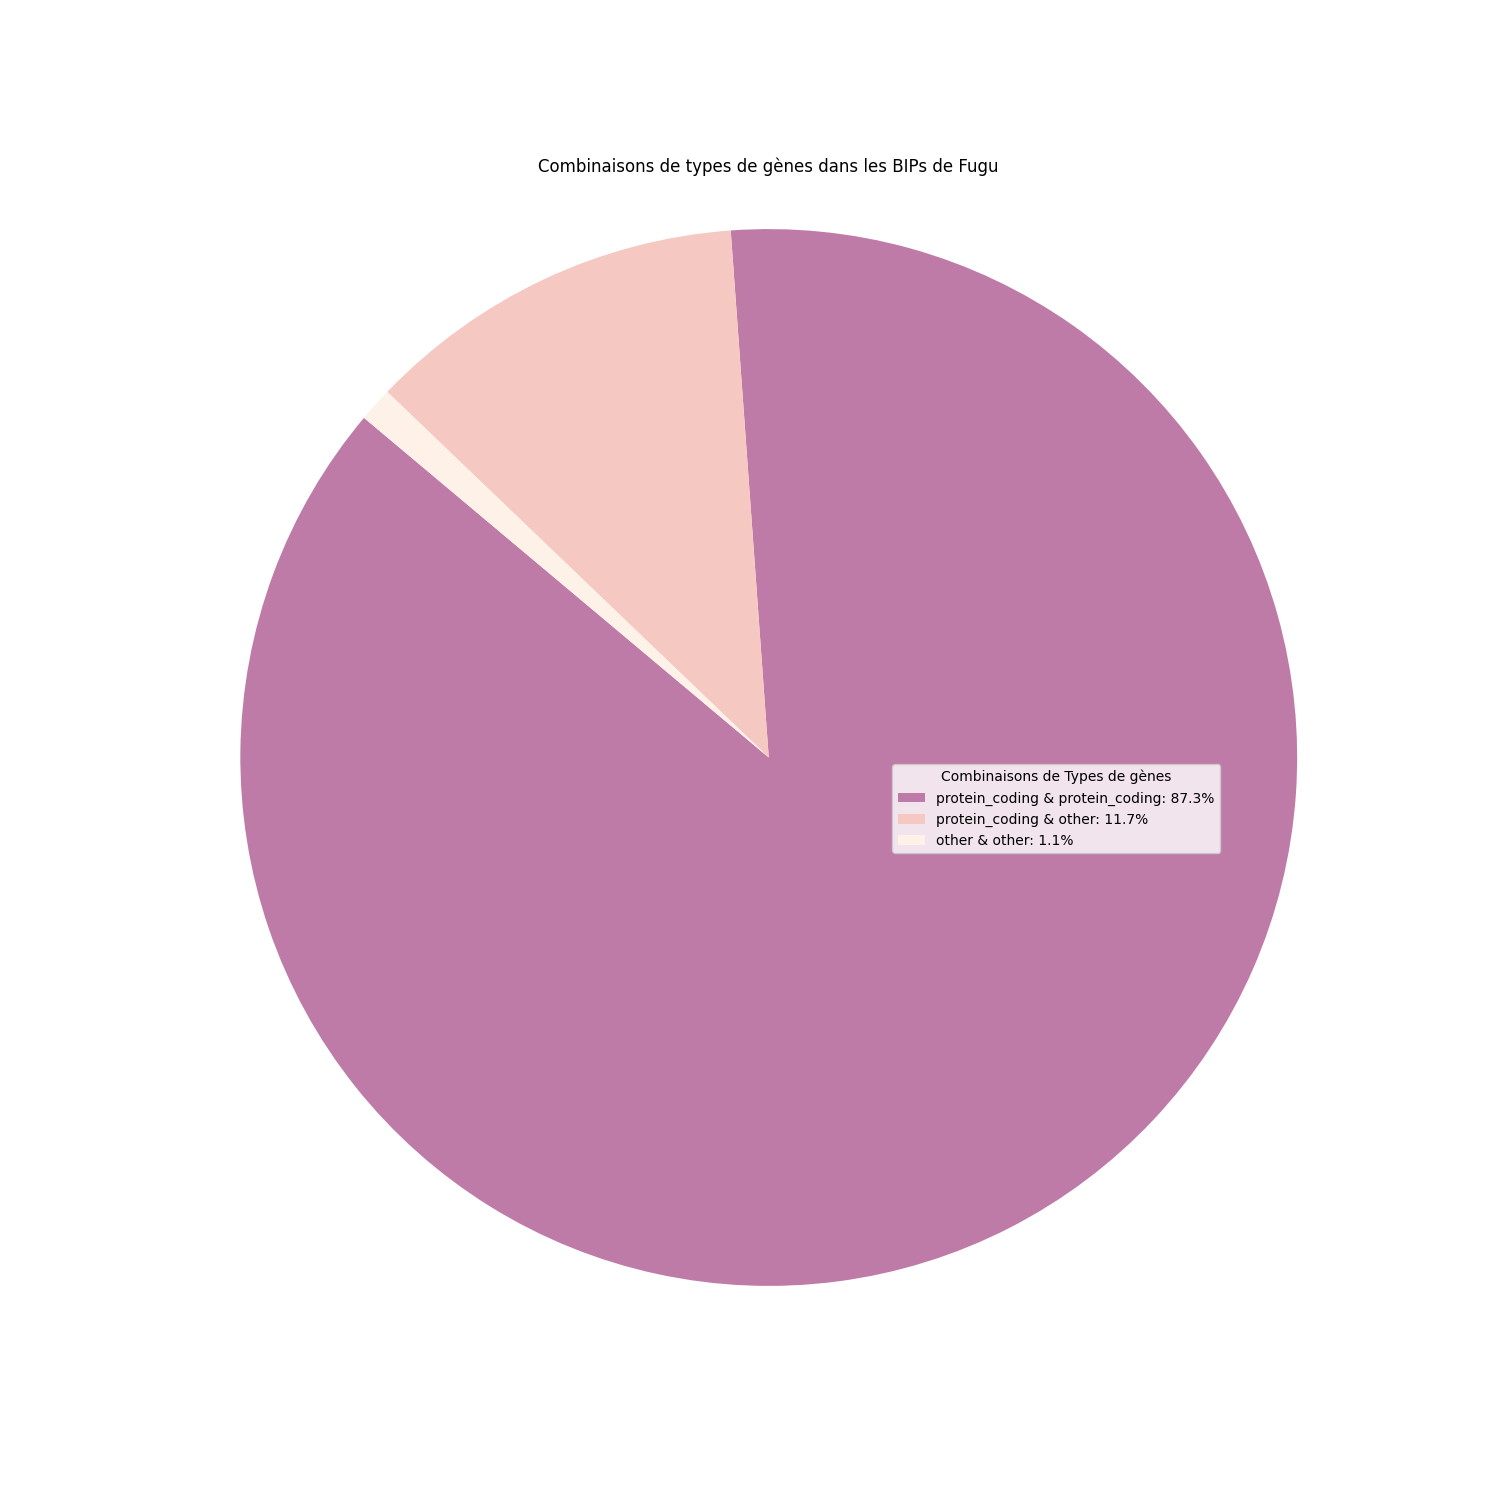 Combinaisons de types de gènes dans les BIPs de Fugu
Combinaisons de Types de gènes
protein_coding & protein_coding: 87.3%
protein_coding & other: 11.7%
other & other: 1.1%